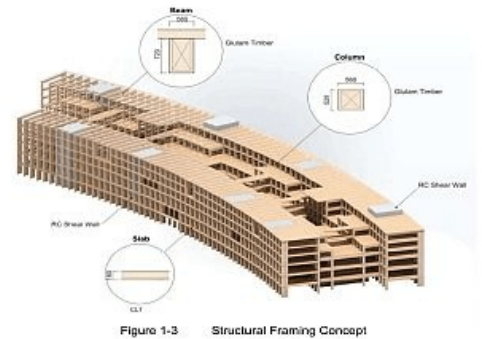 Beam
720
Glulam Timber
Column
Glulam Timber
RC Shear Wall
RC Shear Wall
Slab
CLT
Figure 1-3 Structural Framing Concept